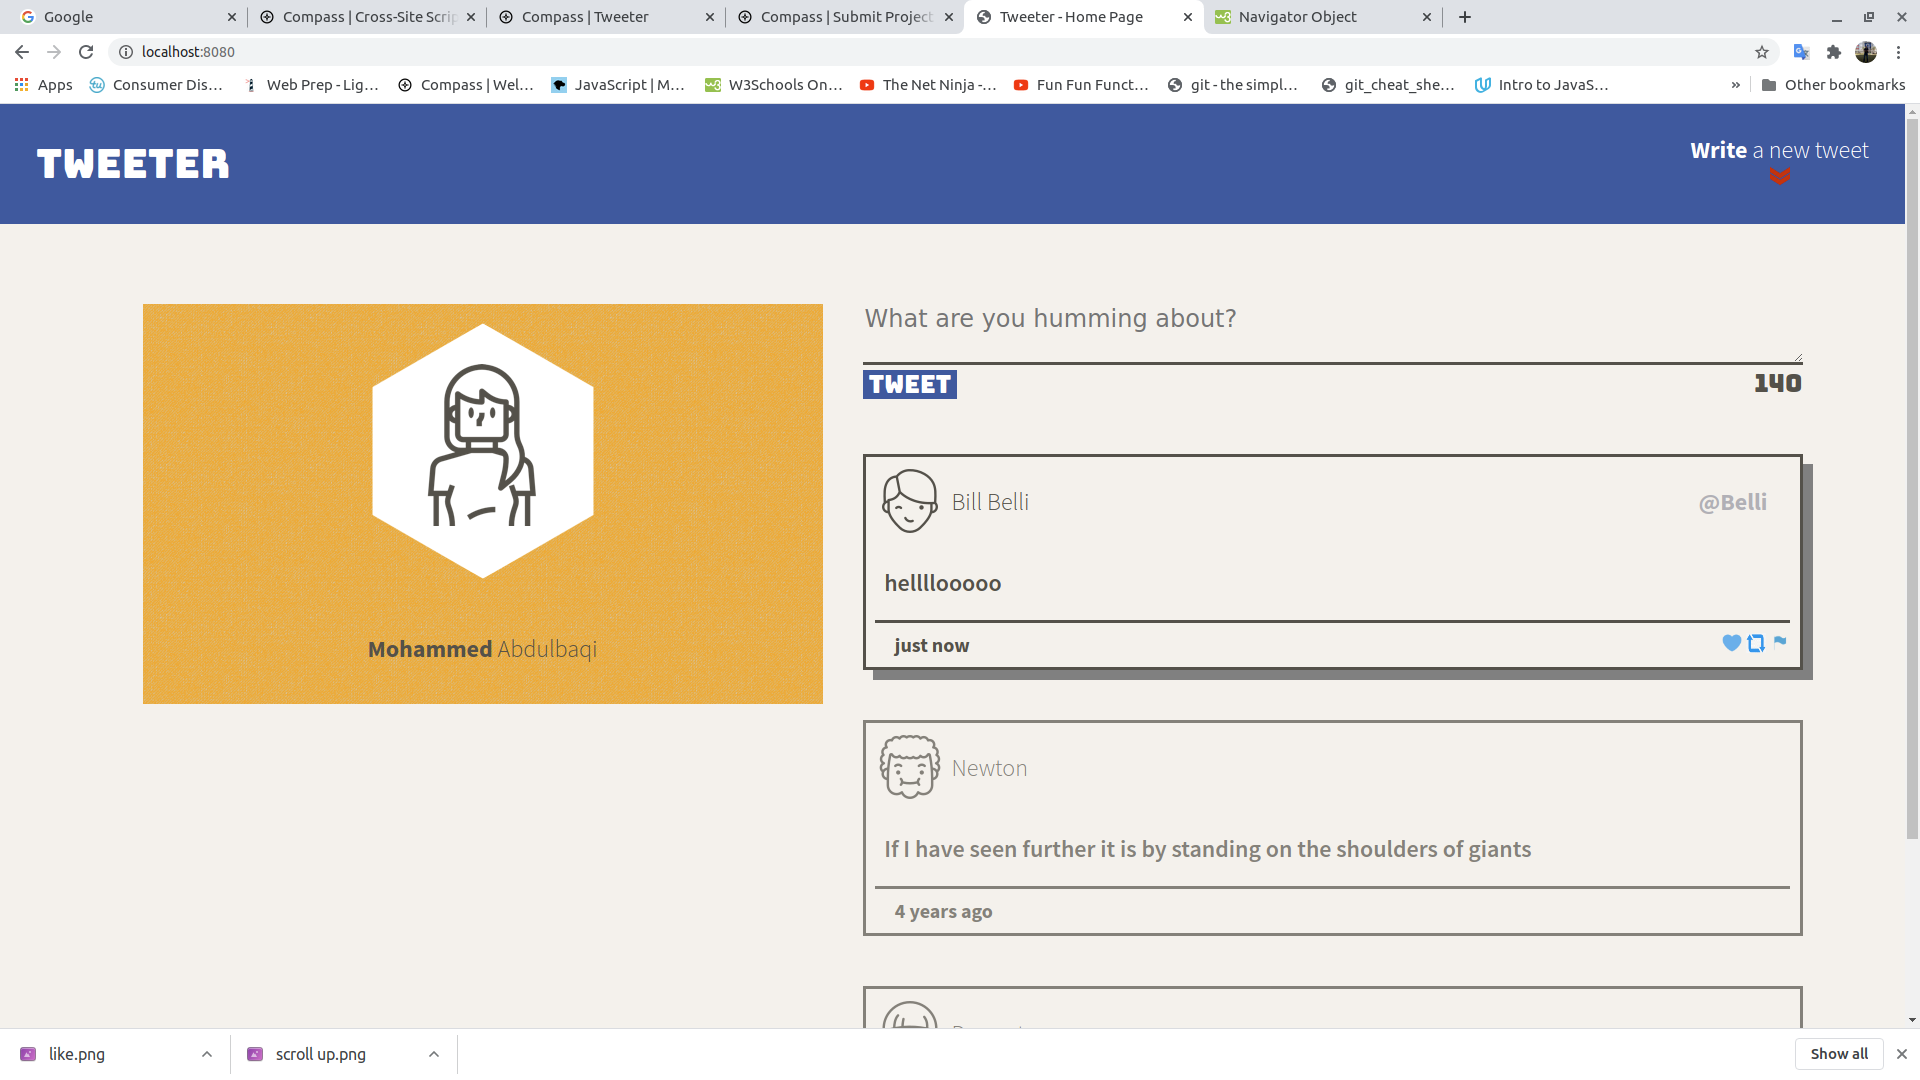 Google
Compass | Cross-Site Scrip
Compass | Tweeter
Compass | Submit Project
Tweeter - Home Page
Navigator Object
localhost:8080
Apps
Consumer Dis...
Web Prep - Lig...
Compass | Wel...
JavaScript | M...
W3Schools On...
The Net Ninja -...
Fun Fun Funct...
git - the simpl...
git_cheat_she...
Intro to JavaS...
»
Other bookmarks
TWEETER
Write a new tweet
Mohammed Abdulbaqi
What are you humming about?
TWEET
140
Bill Belli
@Belli
hellllooooo
just now
Newton
If I have seen further it is by standing on the shoulders of giants
4 years ago
like.png
scroll up.png
Show all